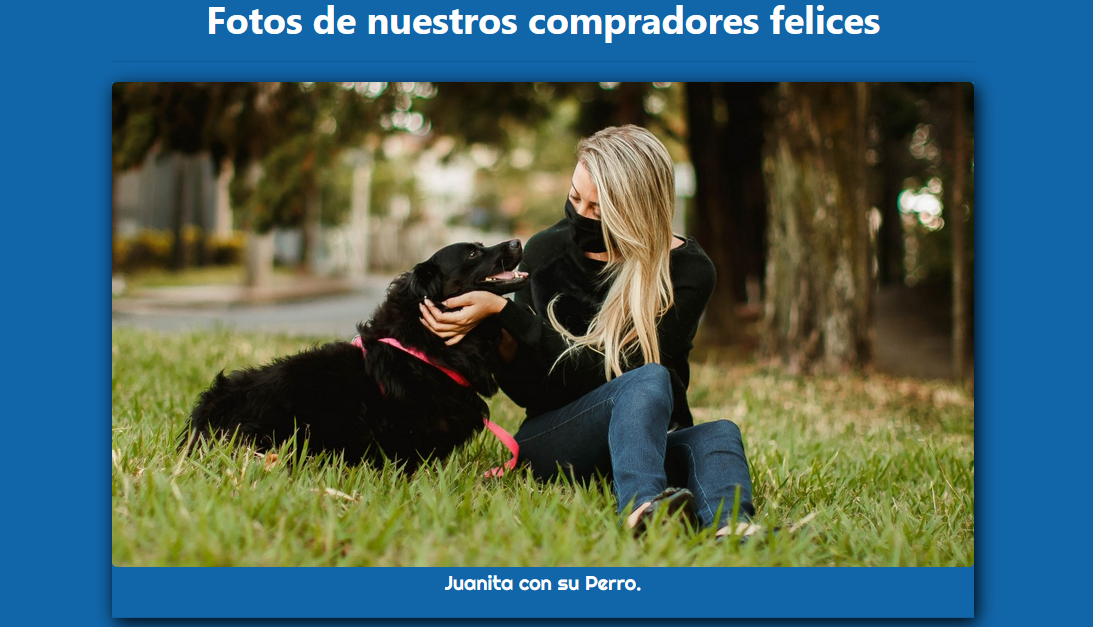 Fotos de nuestros compradores felices
Juanita con su Perro.